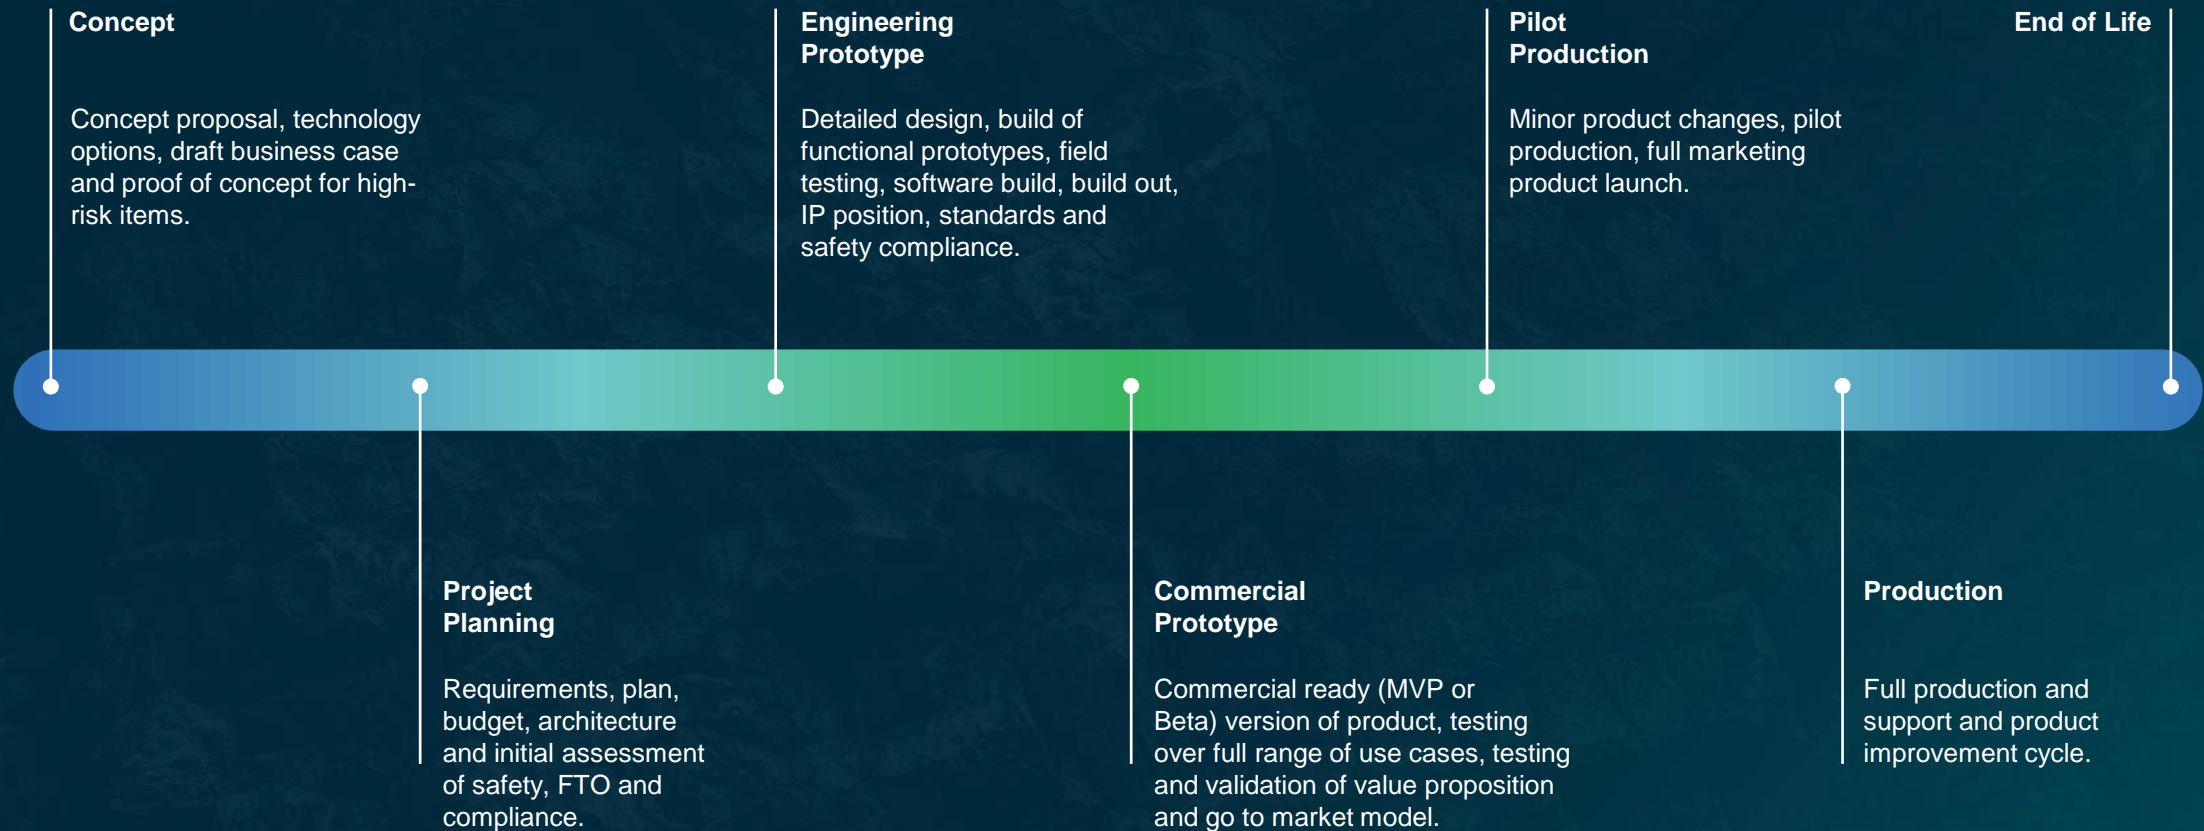 Concept
Concept proposal, technology
options, draft business case
and proof of concept for high-
risk items.
Project
Planning
Requirements, plan,
budget, architecture
and initial assessment
of safety, FTO and
compliance.
Engineering
Prototype
Detailed design, build of
functional prototypes, field
testing, software build, build out,
IP position, standards and
safety compliance.
Commercial
Prototype
Commercial ready (MVP or
Beta) version of product, testing
over full range of use cases, testing
and validation of value proposition
and go to market model.
Pilot
Production
Minor product changes, pilot
production, full marketing
product launch.
Production
Full production and
support and product
improvement cycle.
End of Life